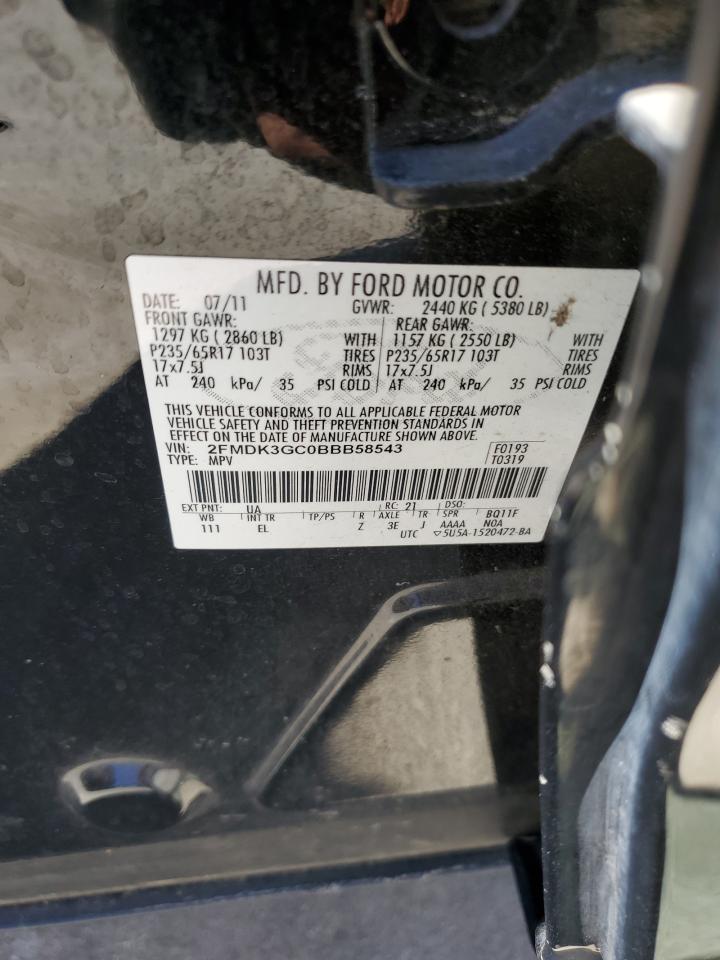 MFD. BY FORD MOTOR CO.
DATE: 07/11 GVWR: 2440 KG ( 5380 LB)
FRONT GAWR: REAR GAWR:
1297 KG ( 2860 LB) WITH 1157 KG ( 2550 LB) WITH
P235/65R17 103T TIRES P235/65R17 103T TIRES
17x7.5J RIMS 17x7.5J RIMS
AT 240 kPa/ 35 PSI COLD AT 240 kPa/ 35 PSI COLD
THIS VEHICLE CONFORMS TO ALL APPLICABLE FEDERAL MOTOR
VEHICLE SAFETY AND THEFT PREVENTION STANDARDS IN
EFFECT ON THE DATE OF MANUFACTURE SHOWN ABOVE.
VIN: 2FMDK3GC0BBB58543 F0193
TYPE: MPV T0319
EXT PNT: UA RC: 21 DSO:
WB INT TR TP/PS R AXLE TR SPR BQ11F
111 EL Z 3E J AAAA N0A
UTC ▽5U5A-1520472-BA